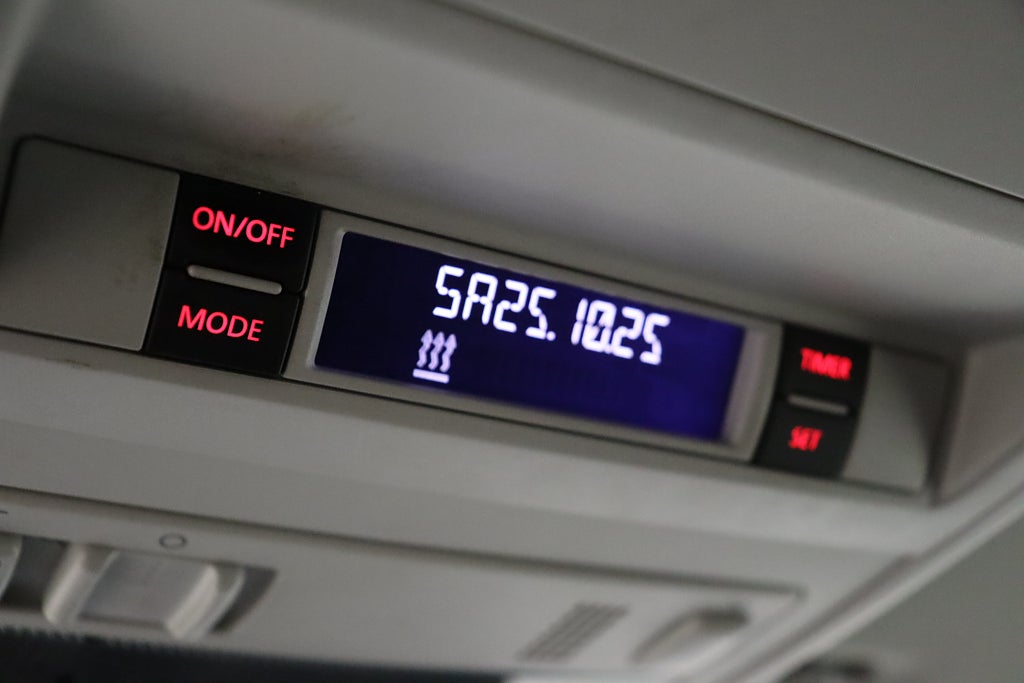 ON/OFF
MODE
SA25.10.25
TIMER
SET